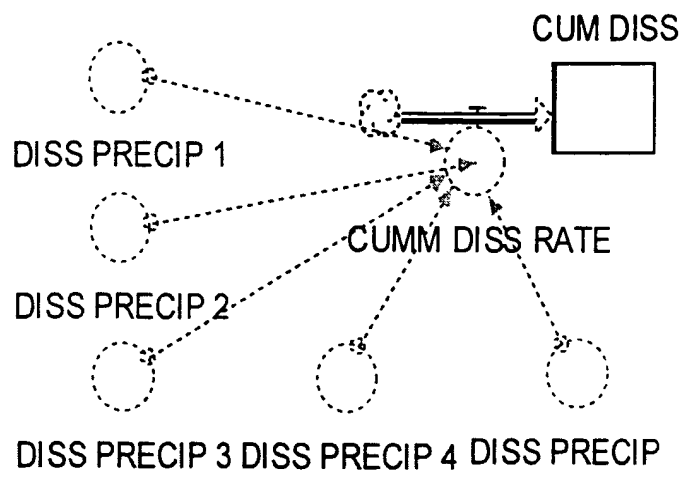 CUM DISS
DISS PRECIP 1
CUMM DISS RATE
DISS PRECIP 2
DISS PRECIP 3 DISS PRECIP 4 DISS PRECIP